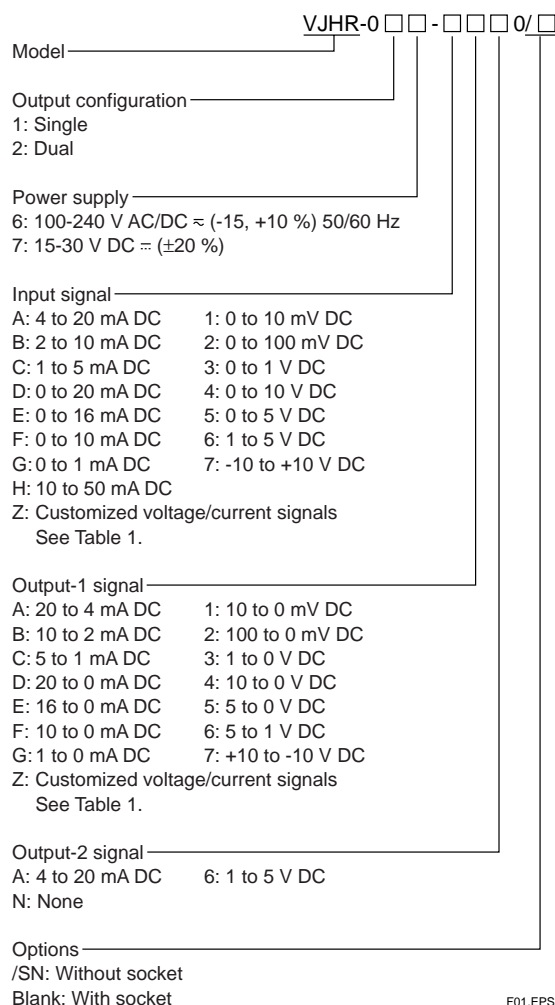 VJHR-0□□-□□□0/□
Model
Output configuration
1: Single
2: Dual
Power supply
6: 100-240 V AC/DC ≂ (-15, +10 %) 50/60 Hz
7: 15-30 V DC ⎓ (±20 %)
Input signal
A: 4 to 20 mA DC 1: 0 to 10 mV DC
B: 2 to 10 mA DC 2: 0 to 100 mV DC
C: 1 to 5 mA DC 3: 0 to 1 V DC
D: 0 to 20 mA DC 4: 0 to 10 V DC
E: 0 to 16 mA DC 5: 0 to 5 V DC
F: 0 to 10 mA DC 6: 1 to 5 V DC
G: 0 to 1 mA DC 7: -10 to +10 V DC
H: 10 to 50 mA DC
Z: Customized voltage/current signals
See Table 1.
Output-1 signal
A: 20 to 4 mA DC 1: 10 to 0 mV DC
B: 10 to 2 mA DC 2: 100 to 0 mV DC
C: 5 to 1 mA DC 3: 1 to 0 V DC
D: 20 to 0 mA DC 4: 10 to 0 V DC
E: 16 to 0 mA DC 5: 5 to 0 V DC
F: 10 to 0 mA DC 6: 5 to 1 V DC
G: 1 to 0 mA DC 7: +10 to -10 V DC
Z: Customized voltage/current signals
See Table 1.
Output-2 signal
A: 4 to 20 mA DC 6: 1 to 5 V DC
N: None
Options
/SN: Without socket
Blank: With socket
F01.EPS